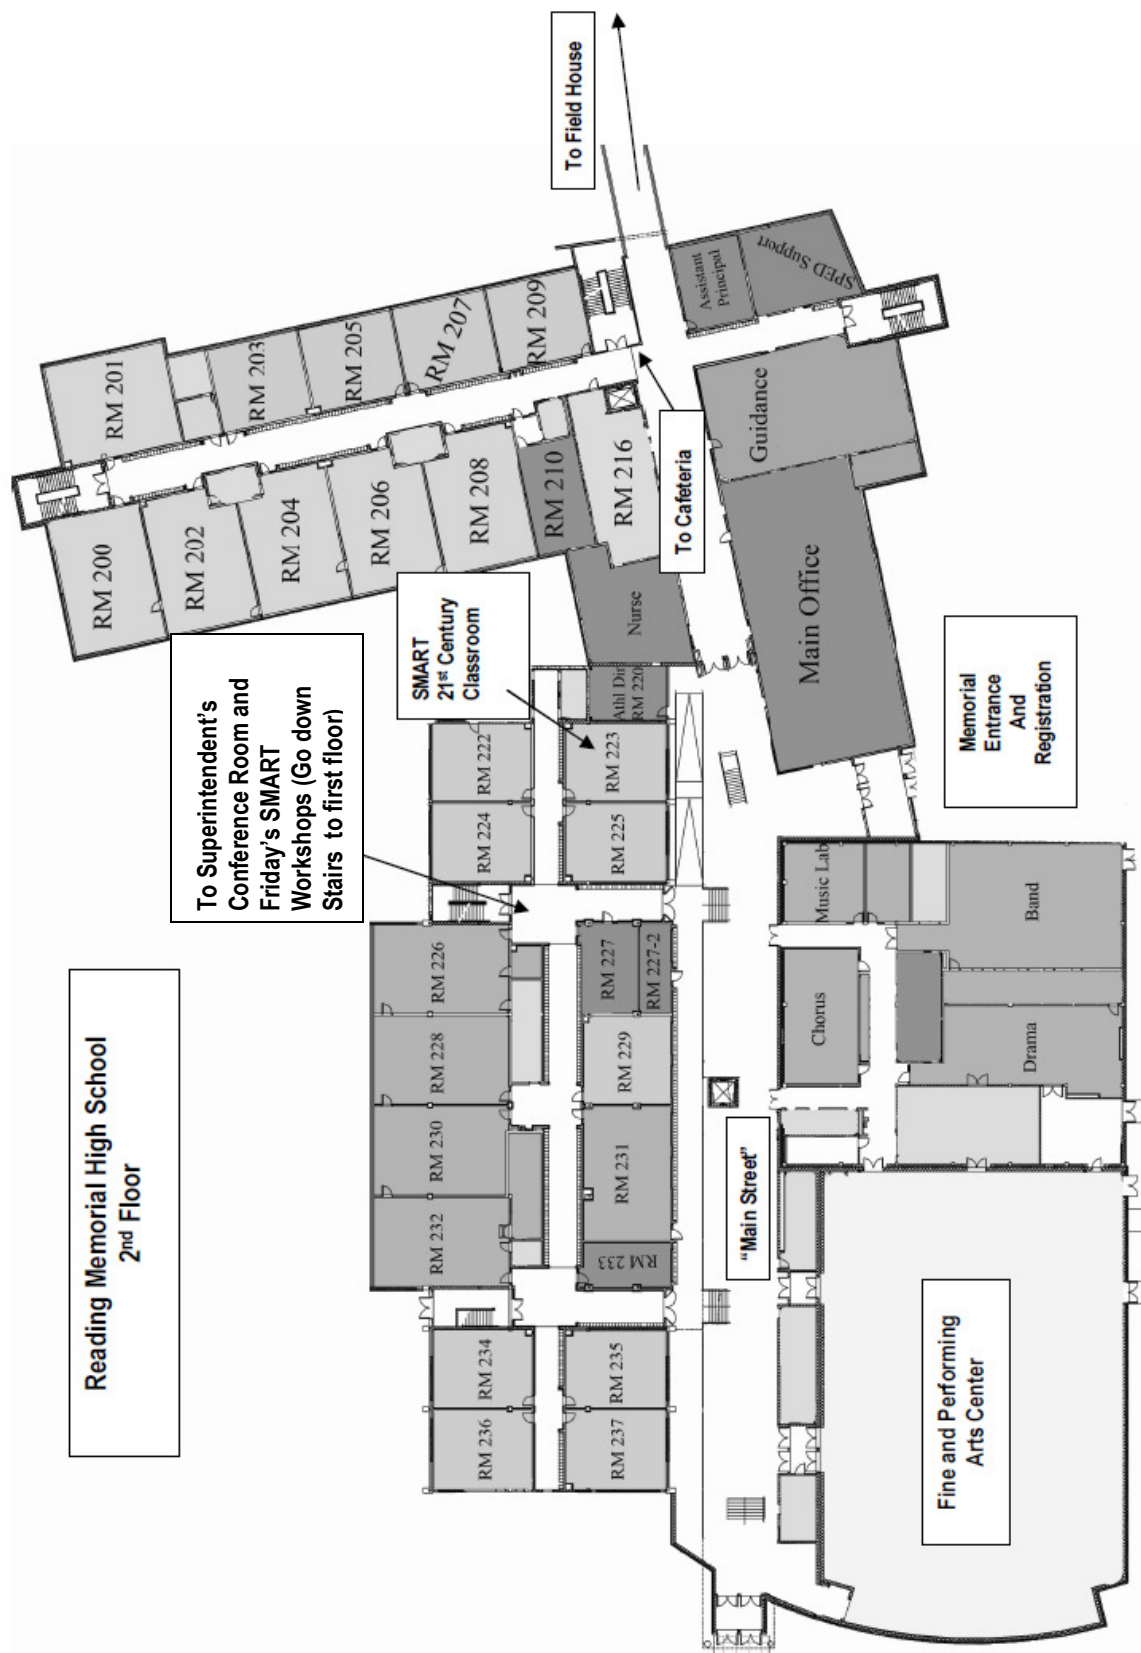 Reading Memorial High School
2nd Floor
To Superintendent's
Conference Room and
Friday's SMART
Workshops (Go down
Stairs to first floor)
SMART
21st Century
Classroom
To Field House
To Cafeteria
Memorial
Entrance
And
Registration
"Main Street"
Fine and Performing
Arts Center
RM 200
RM 201
RM 202
RM 203
RM 204
RM 205
RM 206
RM 207
RM 208
RM 209
RM 210
RM 216
Nurse
Assistant
Principal
SPED Support
Guidance
Main Office
Athl Dir
RM 220
RM 222
RM 223
RM 224
RM 225
RM 226
RM 227
RM 227-2
RM 228
RM 229
RM 230
RM 231
RM 232
RM 233
RM 234
RM 235
RM 236
RM 237
Music Lab
Band
Chorus
Drama